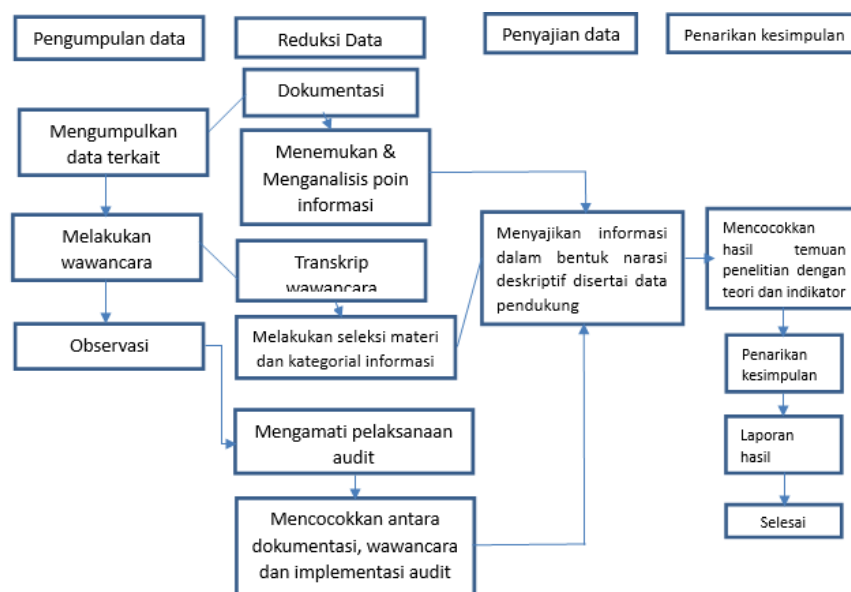 Pengumpulan data
Reduksi Data
Penyajian data
Penarikan kesimpulan
Mengumpulkan
data terkait
Melakukan
wawancara
Observasi
Dokumentasi
Menemukan &
Menganalisis poin
informasi
Transkrip
wawancara
Melakukan seleksi materi
dan kategorial informasi
Mengamati pelaksanaan
audit
Mencocokkan antara
dokumentasi, wawancara
dan implementasi audit
Menyajikan informasi
dalam bentuk narasi
deskriptif disertai data
pendukung
Mencocokkan
hasil temuan
penelitian dengan
teori dan indikator
Penarikan
kesimpulan
Laporan
hasil
Selesai